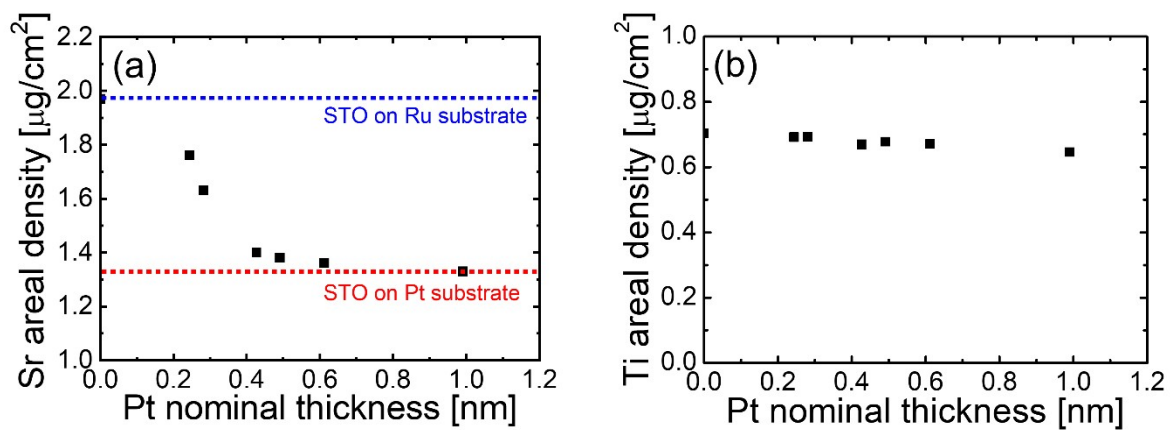 (a)
Sr areal density [μg/cm²]
2.2
2.0
1.8
1.6
1.4
1.2
1.0
STO on Ru substrate
STO on Pt substrate
0.0 0.2 0.4 0.6 0.8 1.0 1.2
Pt nominal thickness [nm]
(b)
Ti areal density [μg/cm²]
1.0
0.8
0.6
0.4
0.2
0.0
0.0 0.2 0.4 0.6 0.8 1.0 1.2
Pt nominal thickness [nm]